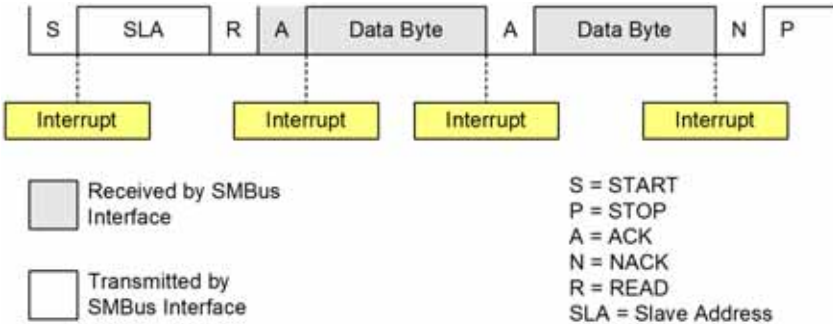 S SLA R A Data Byte A Data Byte N P
Interrupt Interrupt Interrupt Interrupt
Received by SMBus
Interface
Transmitted by
SMBus Interface
S = START
P = STOP
A = ACK
N = NACK
R = READ
SLA = Slave Address